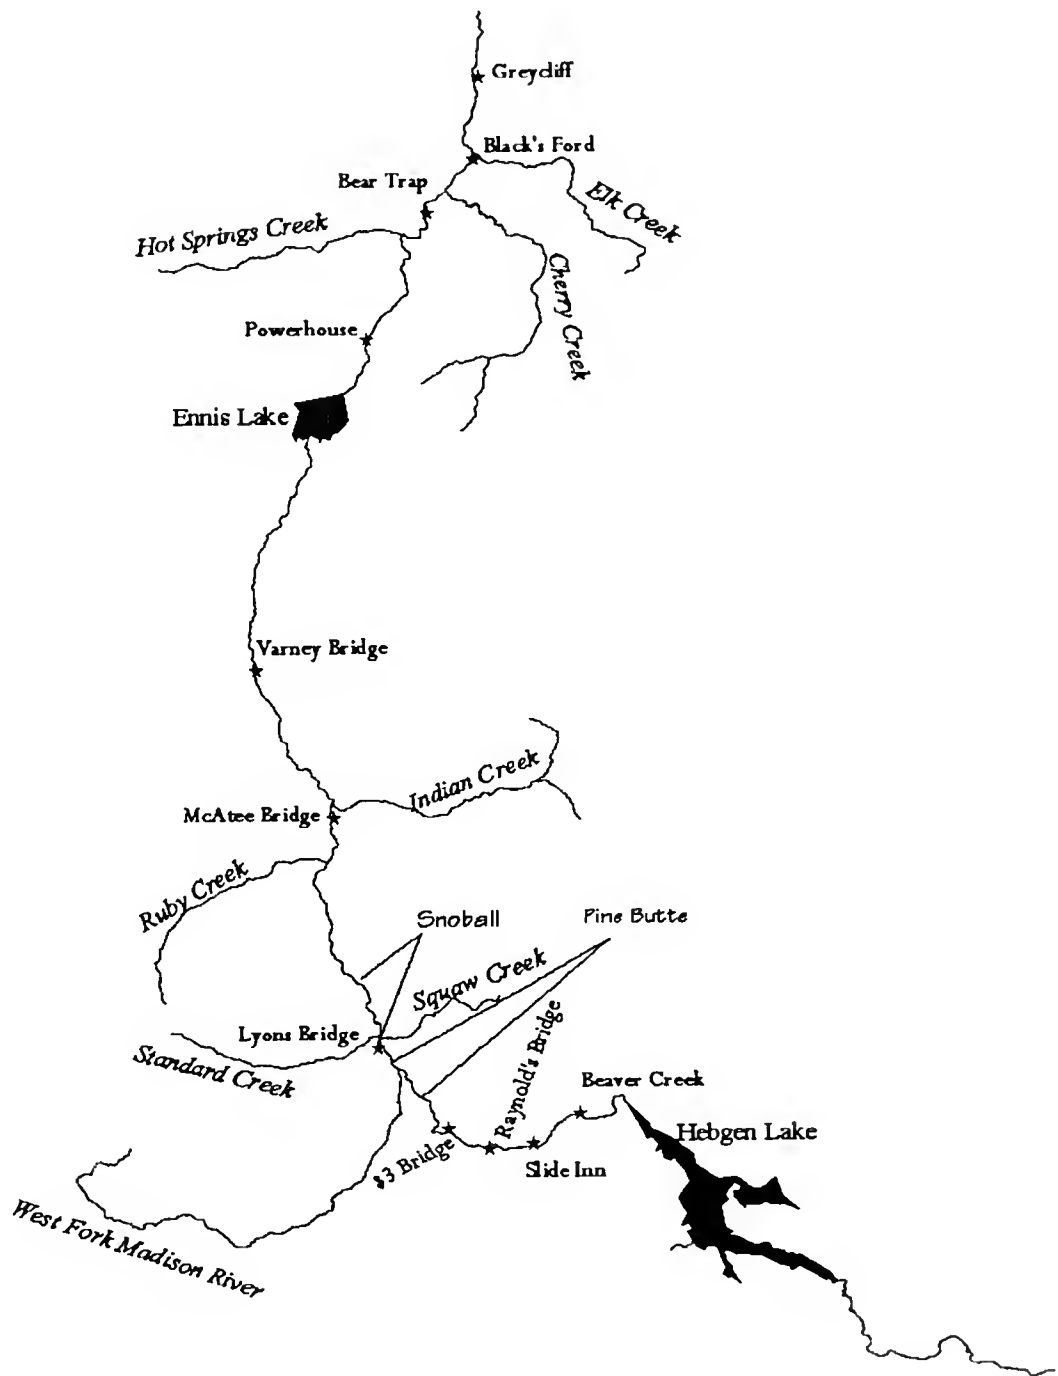 Greycliff
Black's Ford
Bear Trap
Elk Creek
Hot Springs Creek
Cherry Creek
Powerhouse
Ennis Lake
Varney Bridge
Indian Creek
McAtee Bridge
Ruby Creek
Snoball
Pine Butte
Squaw Creek
Lyons Bridge
Raynold's Bridge
Standard Creek
Beaver Creek
Hebgen Lake
$3 Bridge
Slide Inn
West Fork Madison River